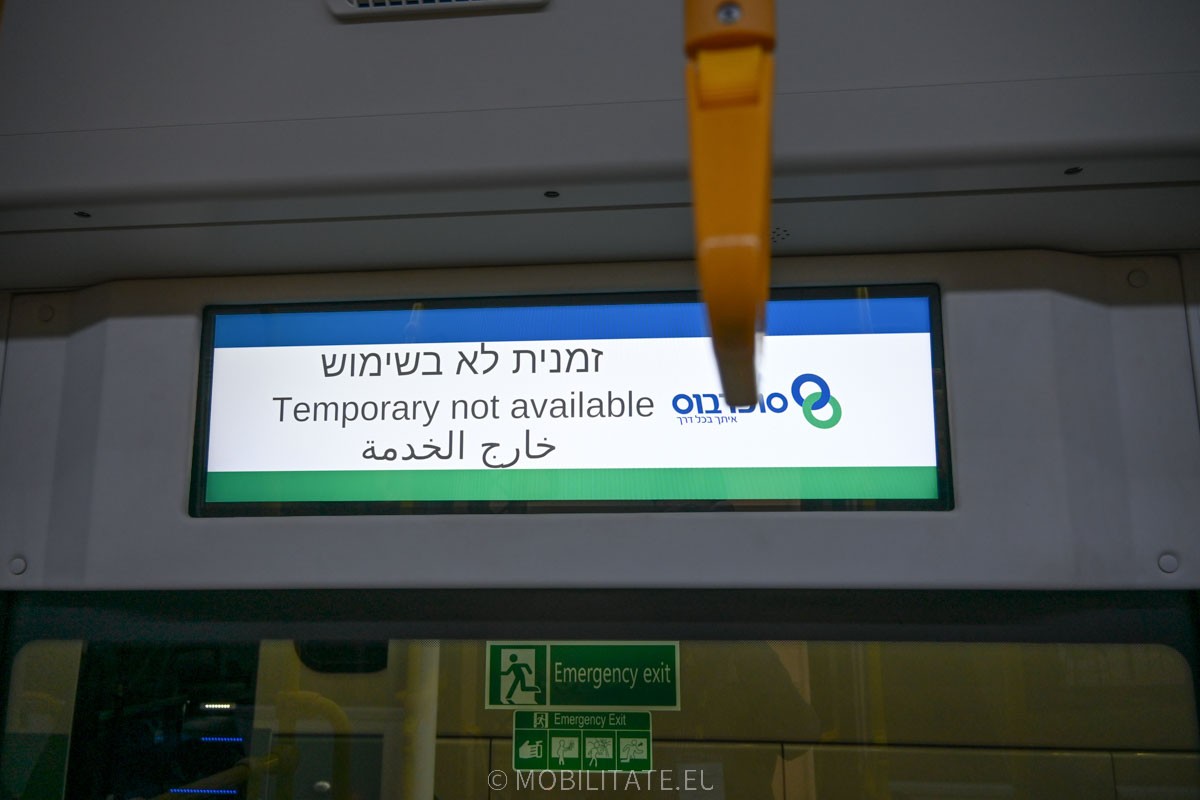 זמנית לא בשימוש
Temporary not available
خارج الخدمة
סופרבוס
איתך בכל דרך
Emergency exit
Emergency Exit
© MOBILITATE.EU